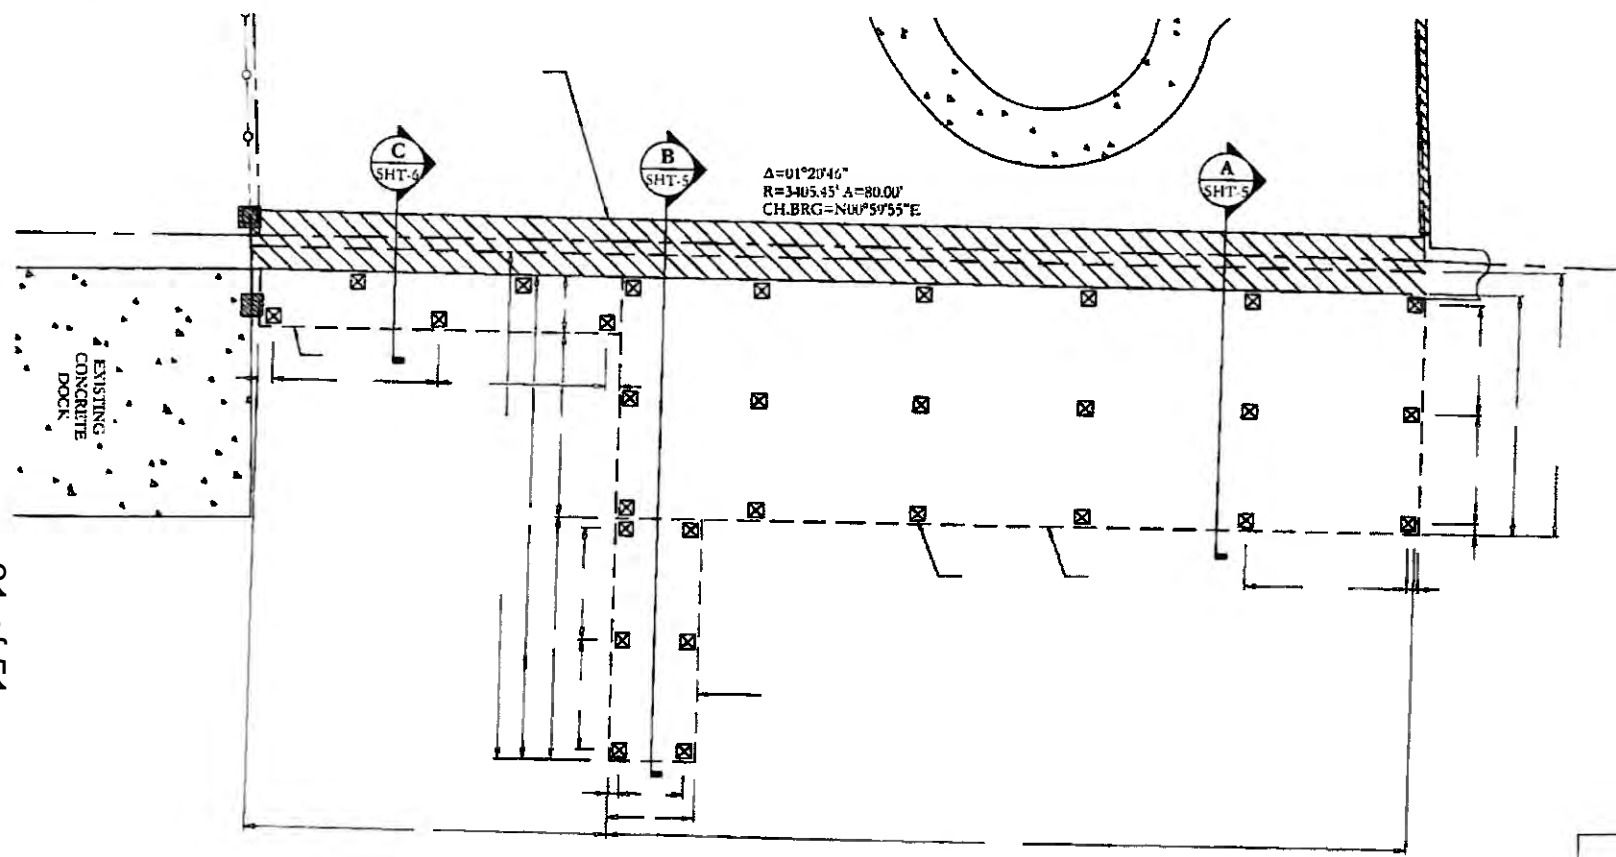 C
SHT-6
B
SHT-5
Δ=01°20'46"
R=3405.45' A=80.00'
CH.BRG=N00°59'55"E
A
SHT-5
EXISTING
CONCRETE
DOCK